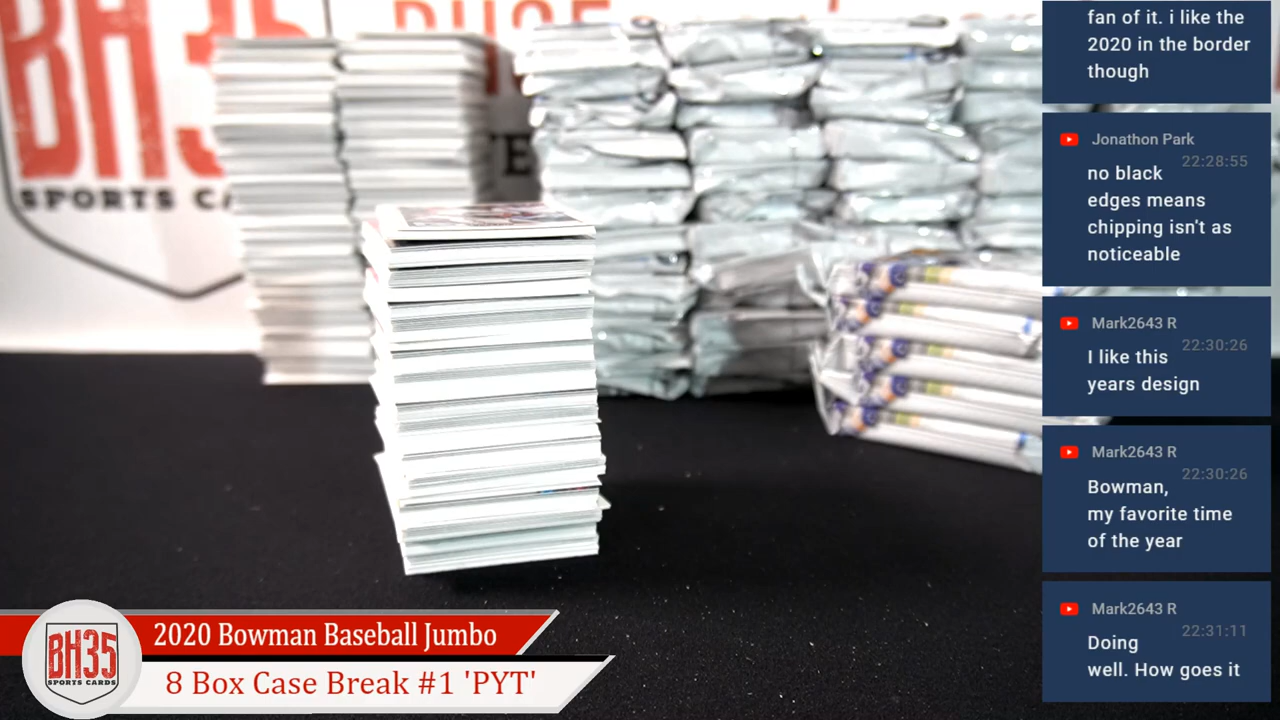 BH35
SPORTS CA
fan of it. i like the
2020 in the border
though
Jonathon Park
22:28:55
no black
edges means
chipping isn't as
noticeable
Mark2643 R
22:30:26
I like this
years design
Mark2643 R
22:30:26
Bowman,
my favorite time
of the year
Mark2643 R
22:31:11
Doing
well. How goes it
BH35
SPORTS CARDS
2020 Bowman Baseball Jumbo
8 Box Case Break #1 'PYT'